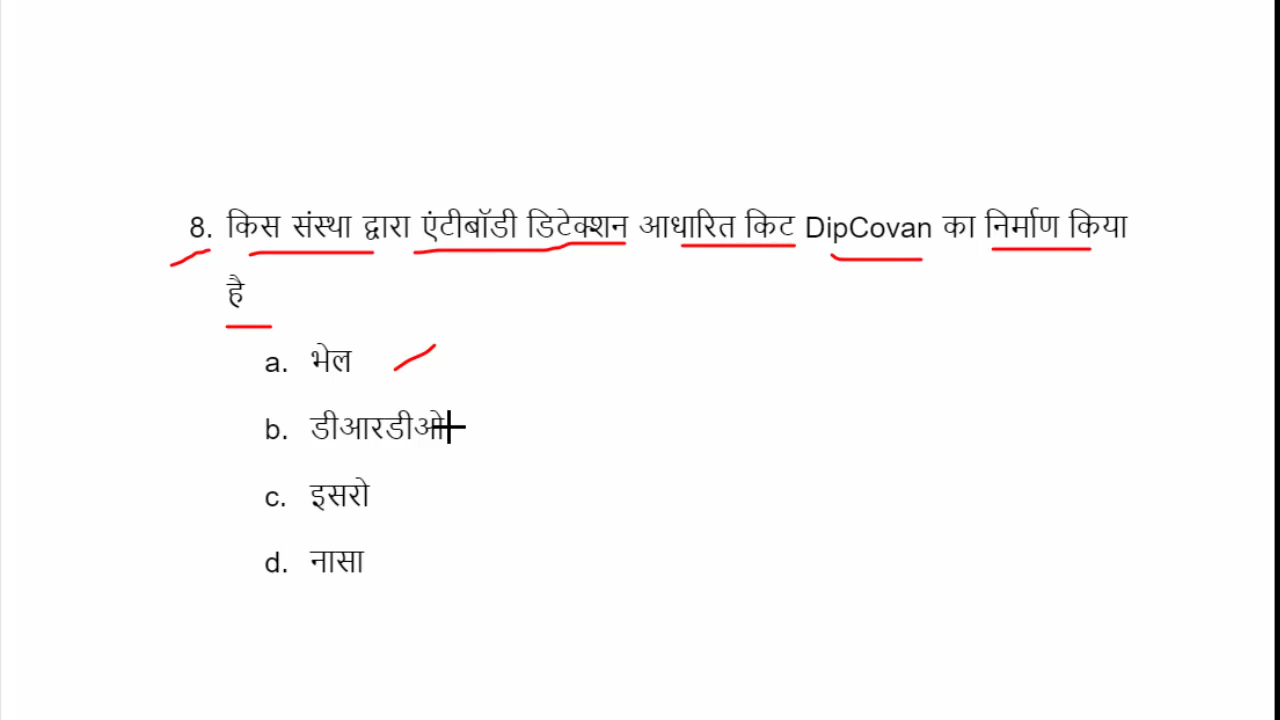 8. किस संस्था द्वारा एंटीबॉडी डिटेक्शन आधारित किट DipCovan का निर्माण किया
है
a. भेल
b. डीआरडीओ
c. इसरो
d. नासा